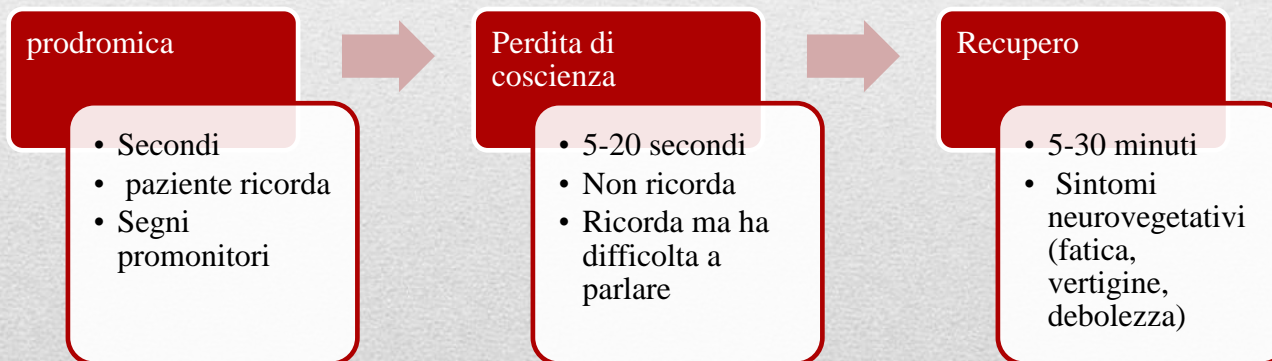 prodromica
• Secondi
• paziente ricorda
• Segni
promonitori
Perdita di
coscienza
• 5-20 secondi
• Non ricorda
• Ricorda ma ha
difficolta a
parlare
Recupero
• 5-30 minuti
• Sintomi
neurovegetativi
(fatica,
vertigine,
debolezza)